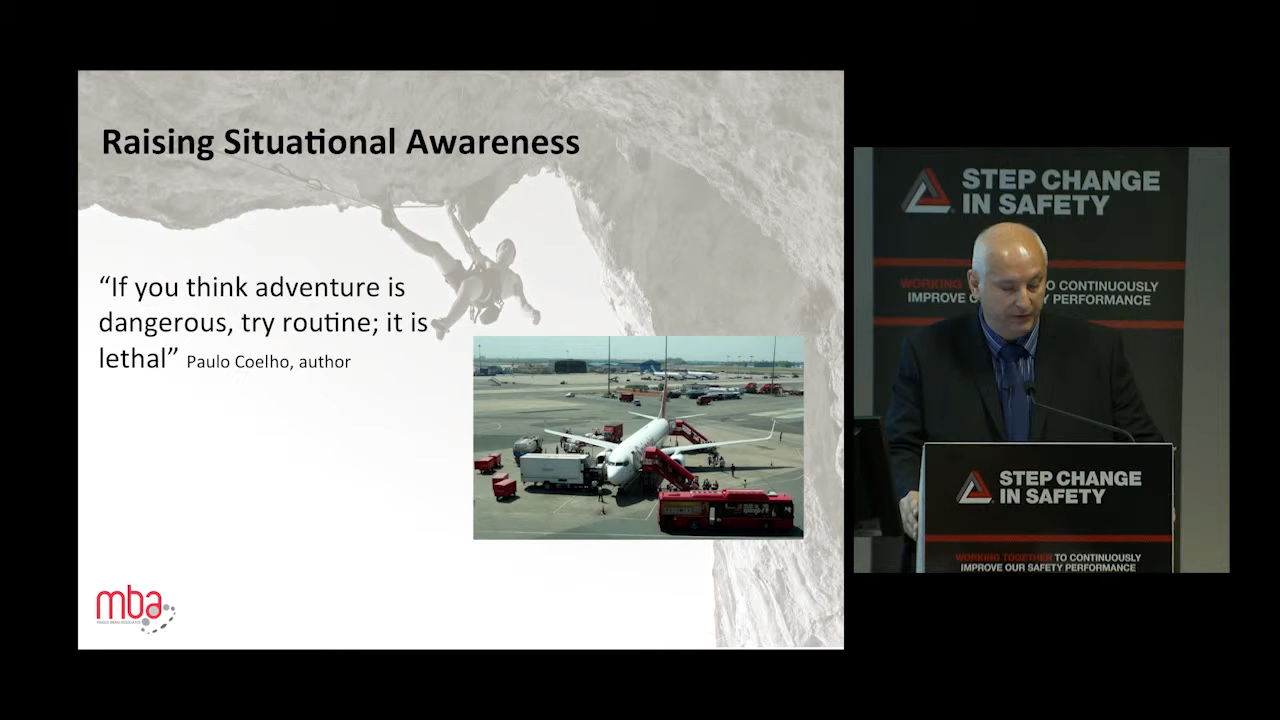 Raising Situational Awareness
“If you think adventure is
dangerous, try routine; it is
lethal” Paulo Coelho, author
mba
STEP CHANGE
IN SAFETY
WORKING TO CONTINUOUSLY
IMPROVE OUR SAFETY PERFORMANCE
STEP CHANGE
IN SAFETY
WORKING TOGETHER TO CONTINUOUSLY
IMPROVE OUR SAFETY PERFORMANCE